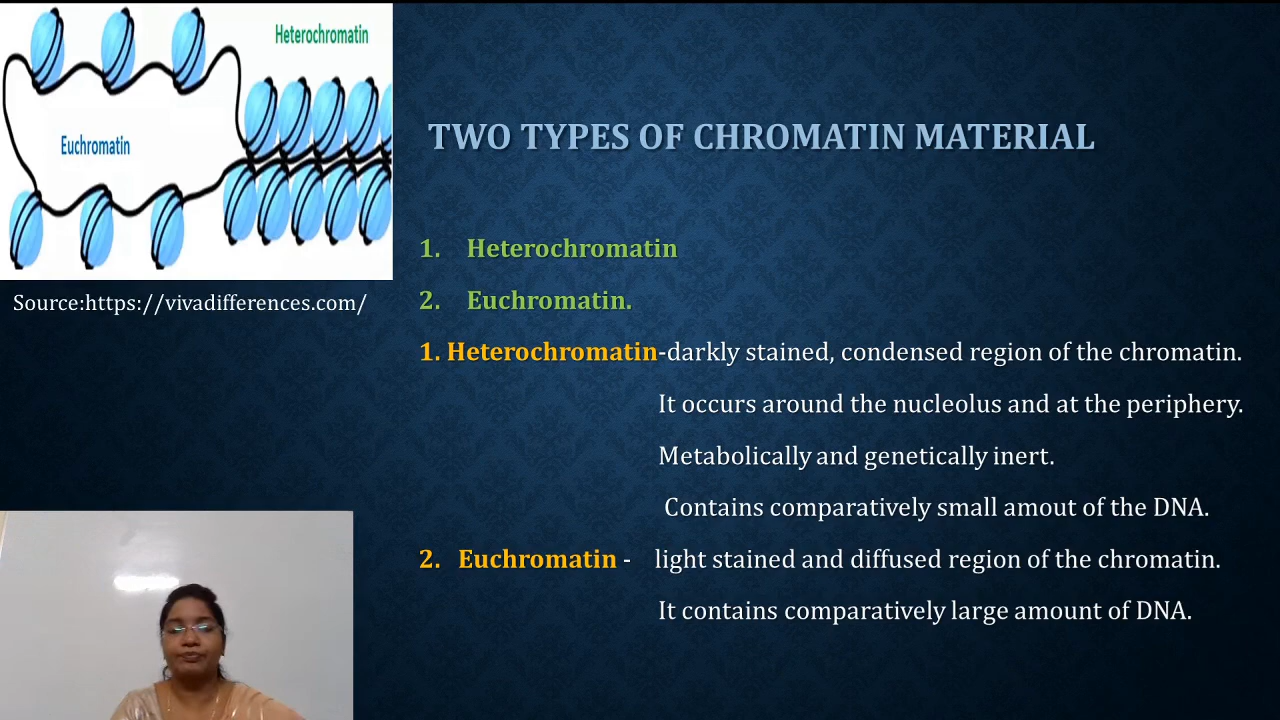 Heterochromatin
Euchromatin
Source:https://vivadifferences.com/
TWO TYPES OF CHROMATIN MATERIAL
1. Heterochromatin
2. Euchromatin.
1. Heterochromatin-darkly stained, condensed region of the chromatin.
It occurs around the nucleolus and at the periphery.
Metabolically and genetically inert.
Contains comparatively small amout of the DNA.
2. Euchromatin - light stained and diffused region of the chromatin.
It contains comparatively large amount of DNA.